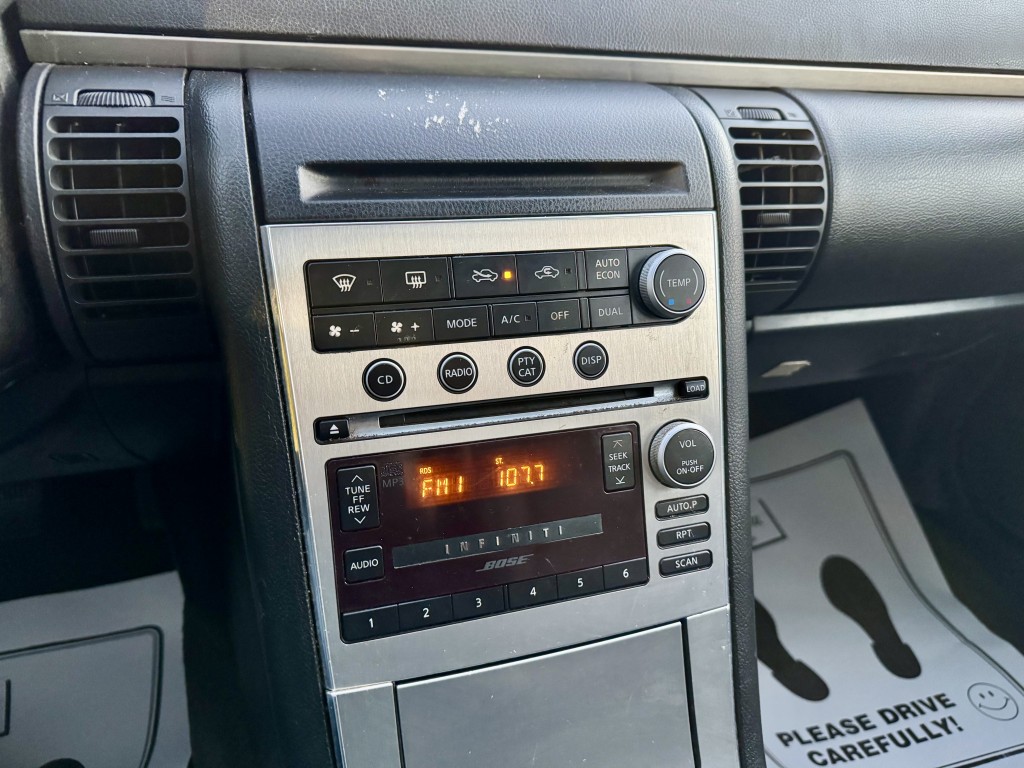 AUTO
ECON
TEMP
MODE
A/C
OFF
DUAL
CD
RADIO
PTY
CAT
DISP
LOAD
VOL
PUSH
ON·OFF
TUNE
FF
REW
MP3
RDS
FM1
ST.
107.7
SEEK
TRACK
AUTO.P
RPT
SCAN
AUDIO
INFINITI
BOSE
1
2
3
4
5
6
PLEASE DRIVE
CAREFULLY!